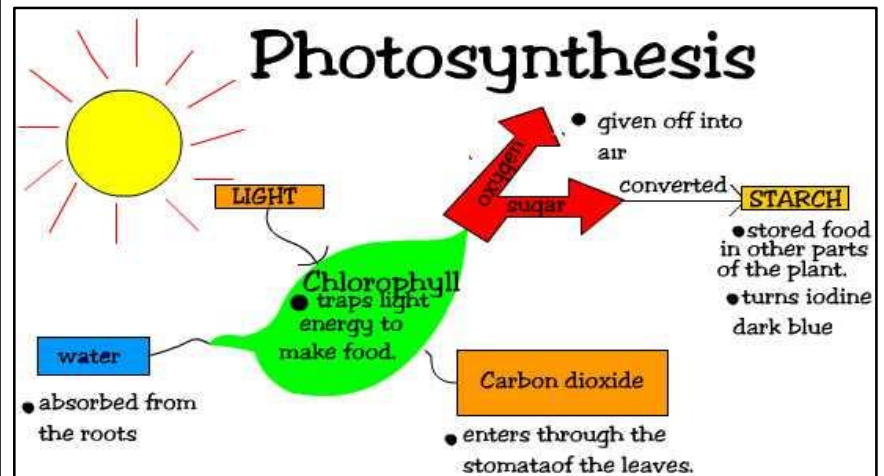 Photosynthesis
● given off into
air
oxygen
sugar
converted
STARCH
● stored food
in other parts
of the plant.
● turns iodine
dark blue
LIGHT
Chlorophyll
● traps light
energy to
make food.
water
● absorbed from
the roots
Carbon dioxide
● enters through the
stomataof the leaves.